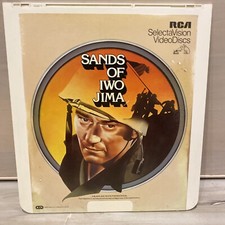 RCA
SelectaVision
VideoDiscs
SANDS
OF
IWO
JIMA